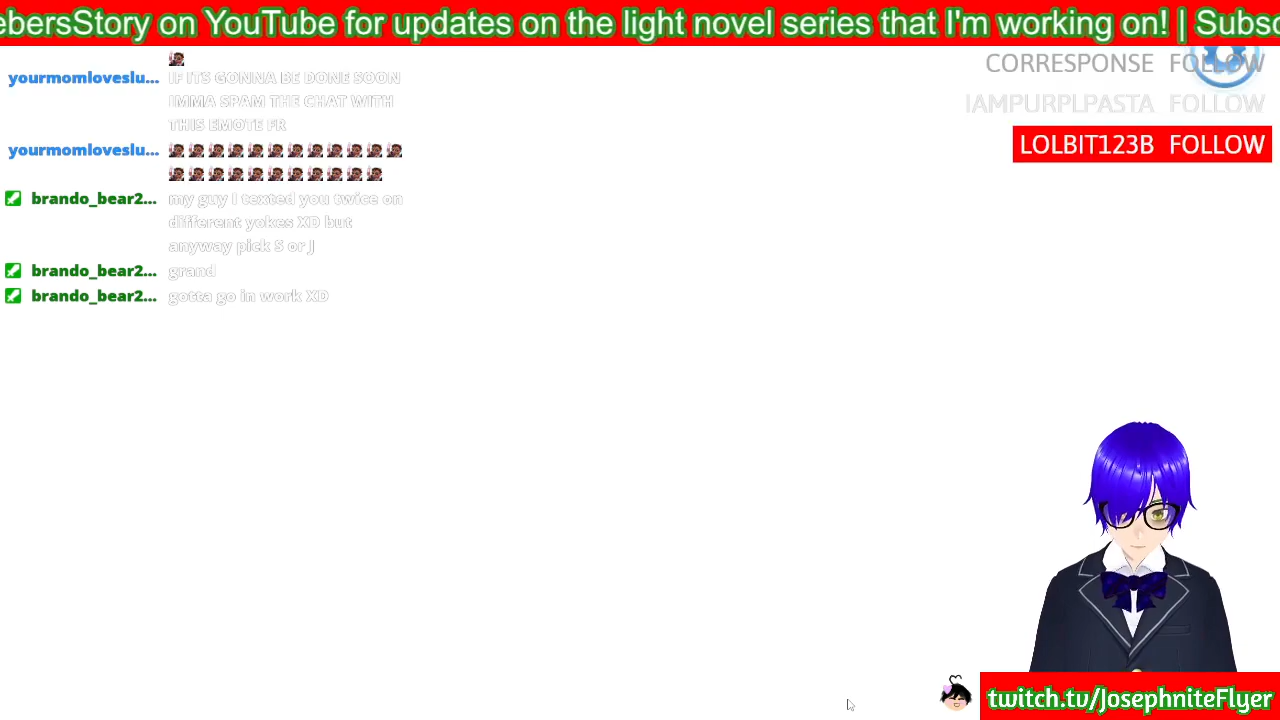 ebersStory on YouTube for updates on the light novel series that I'm working on! | Subsc
yourmomloveslu... IF ITS GONNA BE DONE SOON
IMMA SPAM THE CHAT WITH
THIS EMOTE FR
yourmomloveslu...
brando_bear2... my guy I texted you twice on
different yokes XD but
anyway pick S or J
brando_bear2... grand
brando_bear2... gotta go in work XD
CORRESPONSE FOLLOW
IAMPURPLPASTA FOLLOW
LOLBIT123B FOLLOW
twitch.tv/JosephniteFlyer